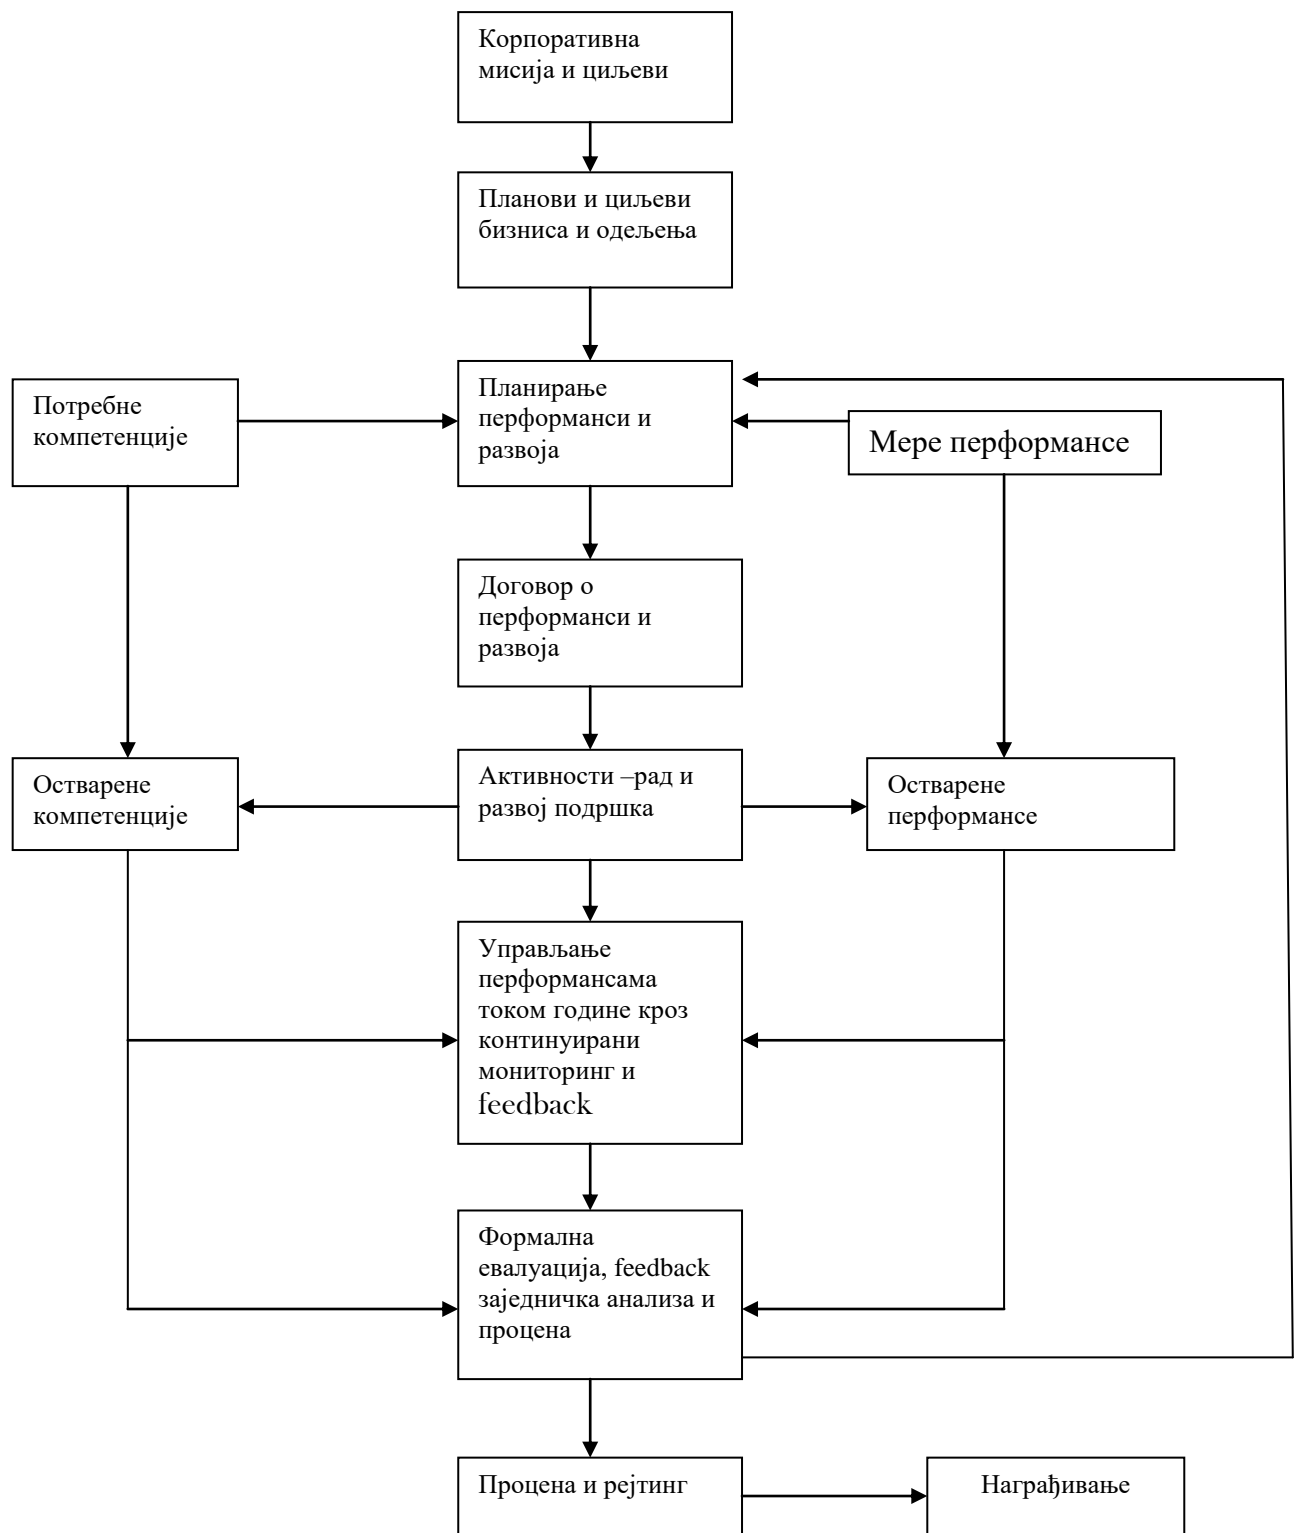 Корпоративна
мисија и циљеви
Планови и циљеви
бизниса и одељења
Потребне
компетенције
Планирање
перформанси и
развоја
Мере перформансе
Договор о
перформанси и
развоја
Остварене
компетенције
Активности –рад и
развој подршка
Остварене
перформансе
Управљање
перформансама
током године кроз
континуирани
мониторинг и
feedback
Формална
евалуација, feedback
заједничка анализа и
процена
Процена и рејтинг
Награђивање